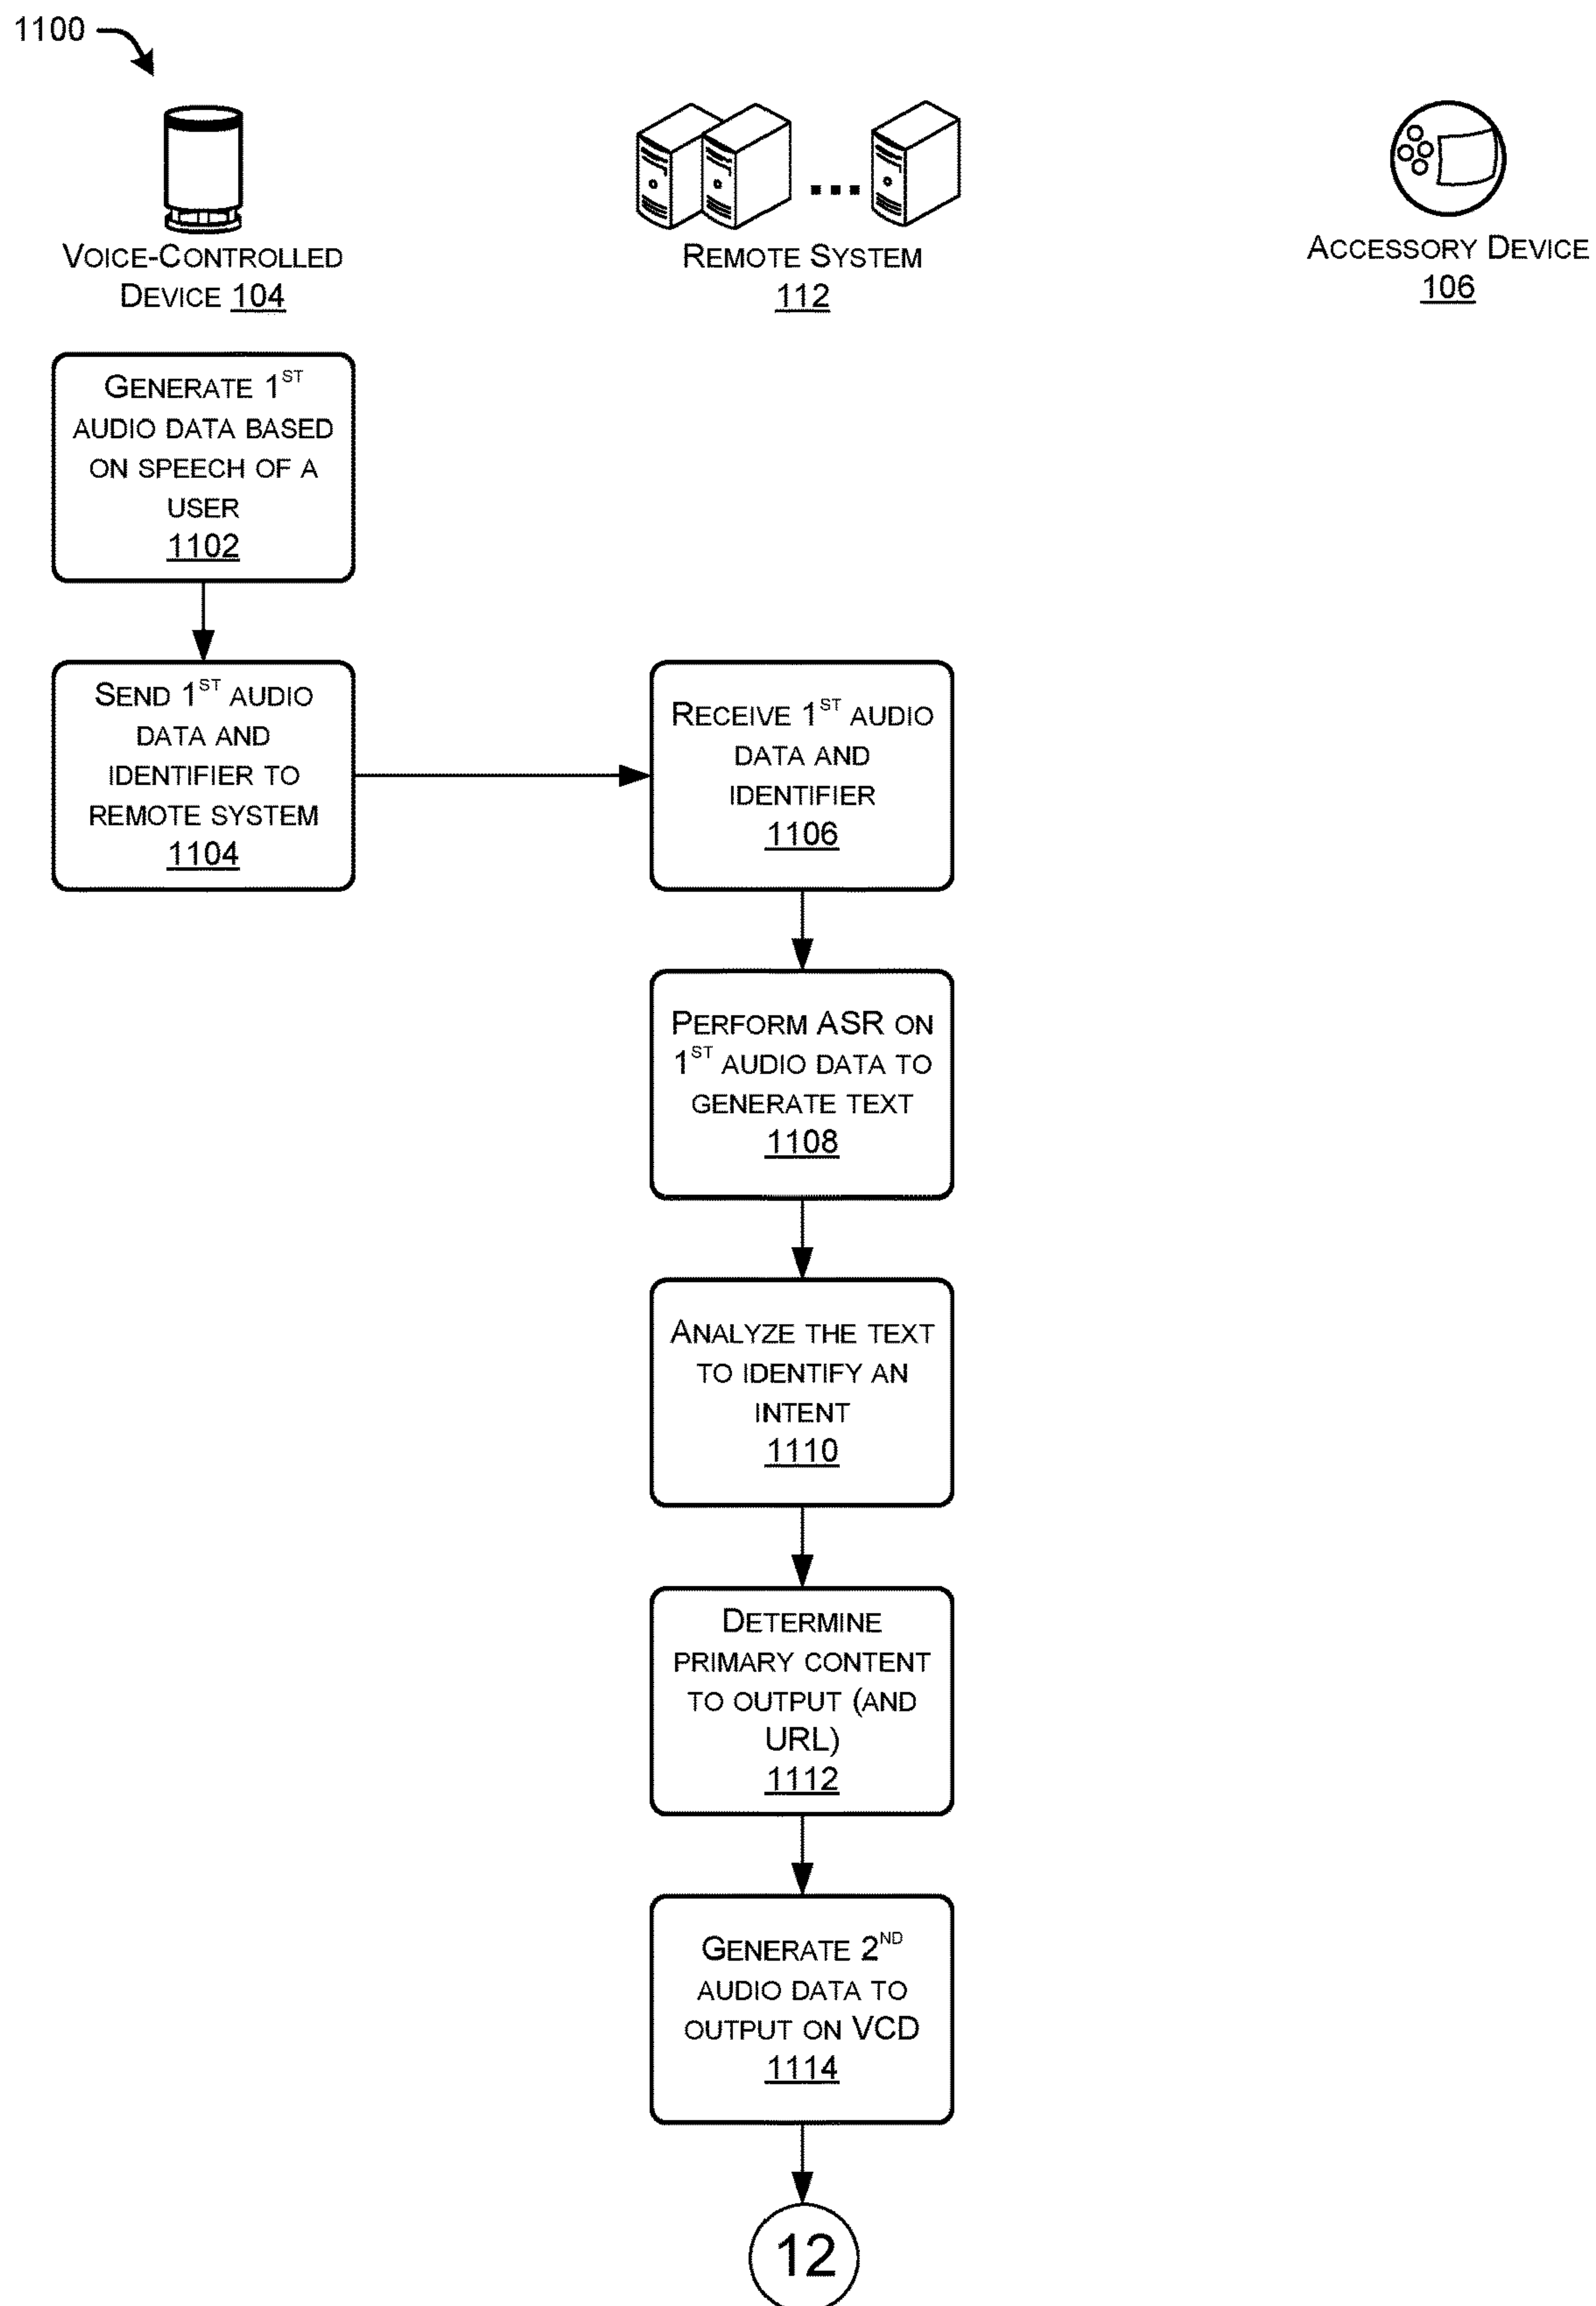 1100
VOICE-CONTROLLED
DEVICE 104
REMOTE SYSTEM
112
ACCESSORY DEVICE
106
GENERATE 1ST
AUDIO DATA BASED
ON SPEECH OF A
USER
1102
SEND 1ST AUDIO
DATA AND
IDENTIFIER TO
REMOTE SYSTEM
1104
RECEIVE 1ST AUDIO
DATA AND
IDENTIFIER
1106
PERFORM ASR ON
1ST AUDIO DATA TO
GENERATE TEXT
1108
ANALYZE THE TEXT
TO IDENTIFY AN
INTENT
1110
DETERMINE
PRIMARY CONTENT
TO OUTPUT (AND
URL)
1112
GENERATE 2ND
AUDIO DATA TO
OUTPUT ON VCD
1114
12